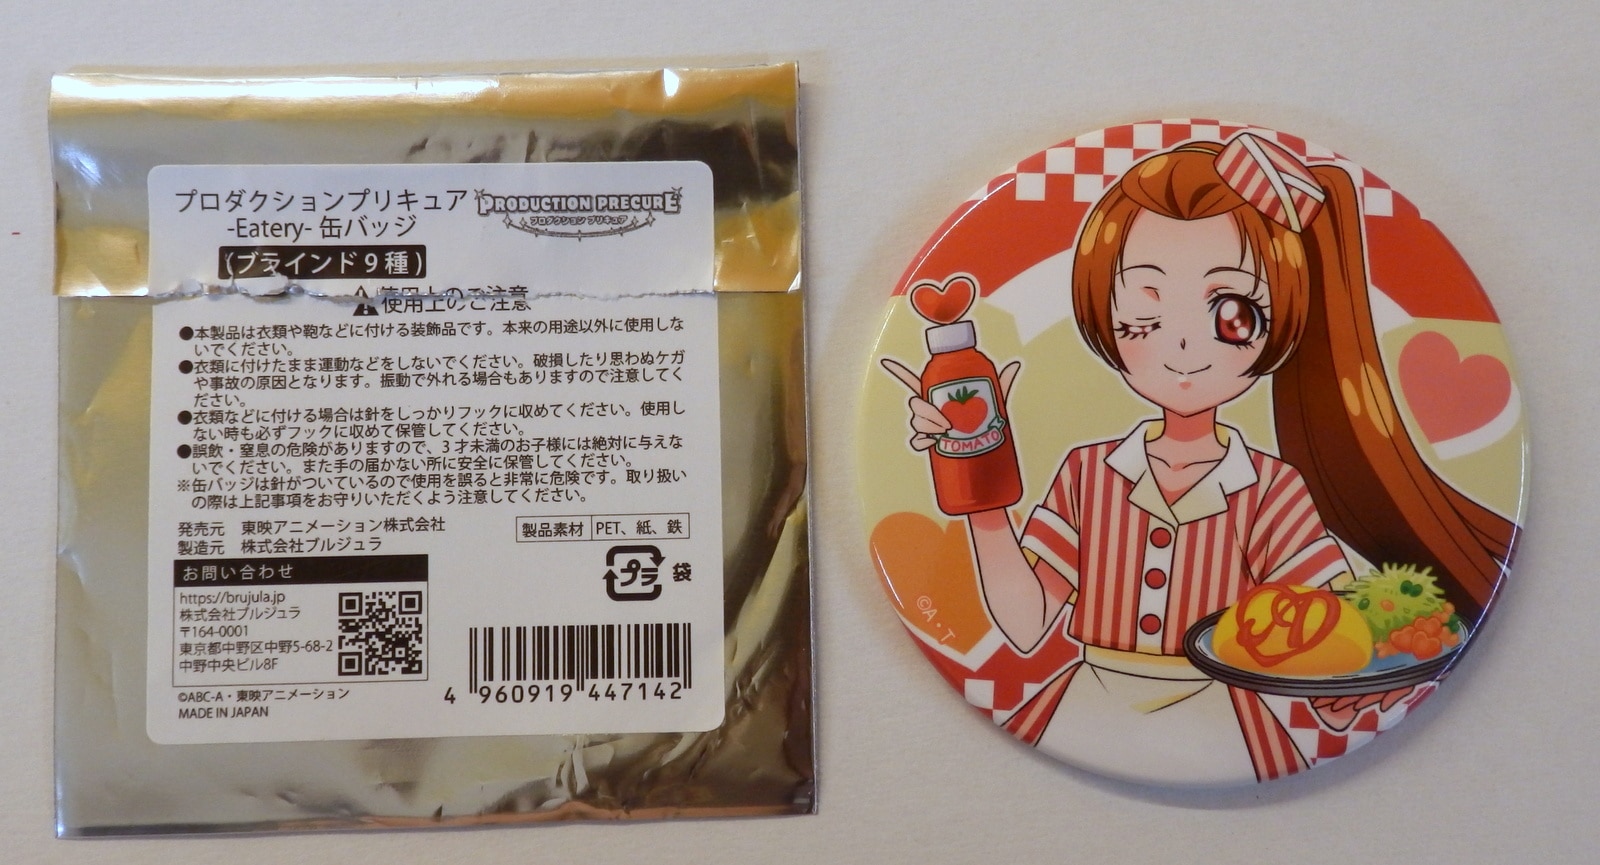 プロダクションプリキュア
-Eatery- 缶バッジ
(ブラインド9種)
PRODUCTION PRECURE
プロダクション プリキュア
使用上のご注意
●本製品は衣類や鞄などに付ける装飾品です。本来の用途以外に使用しな
いでください。
●衣類に付けたまま運動などをしないでください。破損したり思わぬケガ
や事故の原因となります。振動で外れる場合もありますので注意してく
ださい。
●衣類などに付ける場合は針をしっかりフックに収めてください。使用し
ない時も必ずフックに収めて保管してください。
●誤飲・窒息の危険がありますので、3才未満のお子様には絶対に与えな
いでください。また手の届かない所に安全に保管してください。
※缶バッジは針がついているので使用を誤ると非常に危険です。取り扱い
の際は上記事項をお守りいただくよう注意してください。
発売元 東映アニメーション株式会社
製造元 株式会社ブルジュラ
製品素材 PET、紙、鉄
プラ 袋
お問い合わせ
https://brujula.jp
株式会社ブルジュラ
〒164-0001
東京都中野区中野5-68-2
中野中央ビル8F
©ABC-A・東映アニメーション
MADE IN JAPAN
4 960919 447142
TOMATO
©A・T